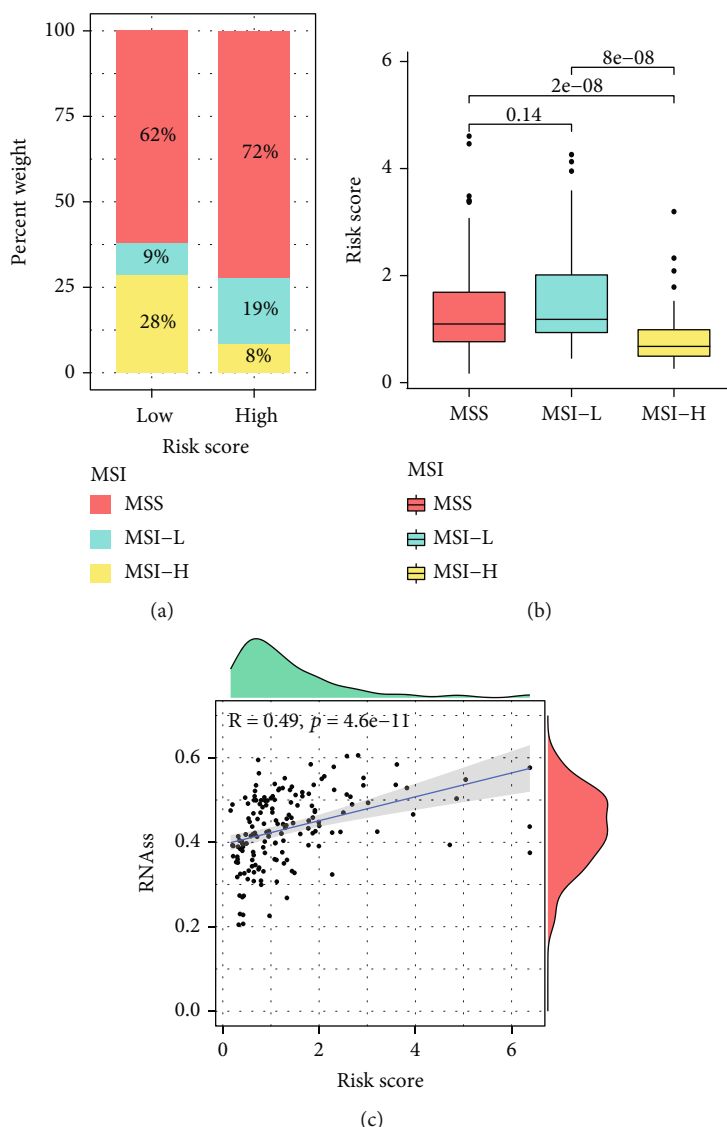 100
75
50
25
0
Percent weight
62%
9%
28%
72%
19%
8%
Low
High
Risk score
MSI
MSS
MSI–L
MSI–H
(a)
6
4
2
0
Risk score
8e–08
2e–08
0.14
MSS
MSI–L
MSI–H
MSI
MSS
MSI–L
MSI–H
(b)
R = 0.49, p = 4.6e–11
0.6
0.4
0.2
0.0
RNAss
0
2
4
6
Risk score
(c)